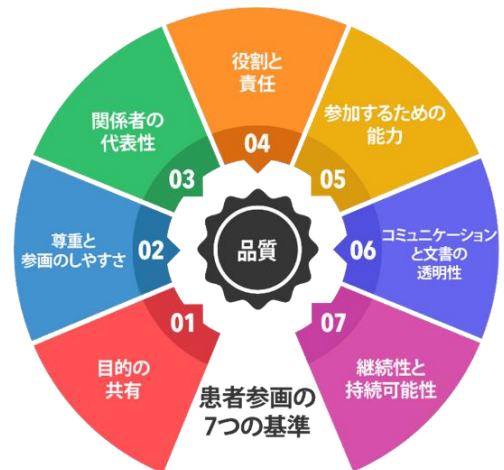 目的の
共有
01
尊重と
参画のしやすさ
02
関係者の
代表性
03
役割と
責任
04
参加するための
能力
05
コミュニケーション
と文書の
透明性
06
継続性と
持続可能性
07
品質
患者参画の
7つの基準